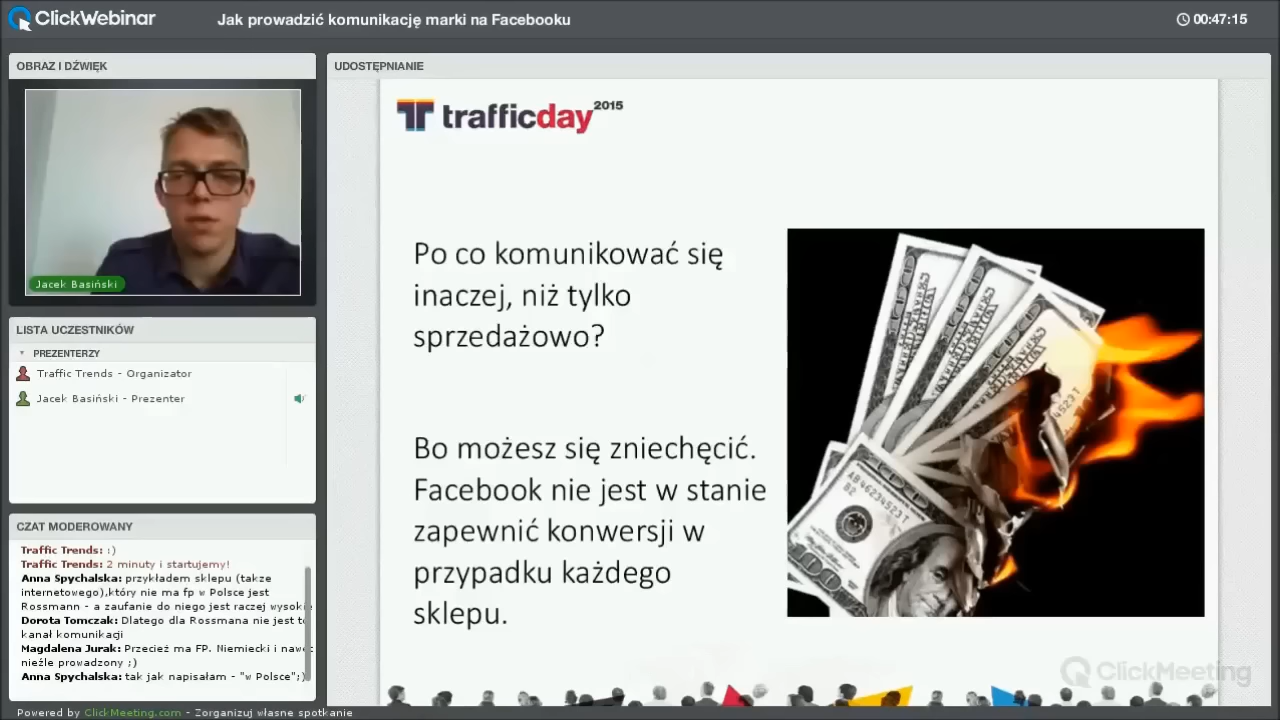 ClickWebinar
Jak prowadzić komunikację marki na Facebooku
00:47:15
OBRAZ I DŹWIĘK
Jacek Basiński
LISTA UCZESTNIKÓW
PREZENTERZY
Traffic Trends - Organizator
Jacek Basiński - Prezenter
CZAT MODEROWANY
Traffic Trends: :)
Traffic Trends: 2 minuty i startujemy!
Anna Spychalska: przykładem sklepu (takze
internetowego),który nie ma fp w Polsce jest
Rossmann - a zaufanie do niego jest raczej wysokie
Dorota Tomczak: Dlatego dla Rossmana nie jest to
kanał komunikacji
Magdalena Jurak: Przecież ma FP. Niemiecki i nawet
nieźle prowadzony ;)
Anna Spychalska: tak jak napisałam - "w Polsce";)
UDOSTĘPNIANIE
trafficday 2015
Po co komunikować się
inaczej, niż tylko
sprzedażowo?
Bo możesz się zniechęcić.
Facebook nie jest w stanie
zapewnić konwersji w
przypadku każdego
sklepu.
AB46234523T
B2
100
ClickMeeting
Powered by ClickMeeting.com - Zorganizuj własne spotkanie